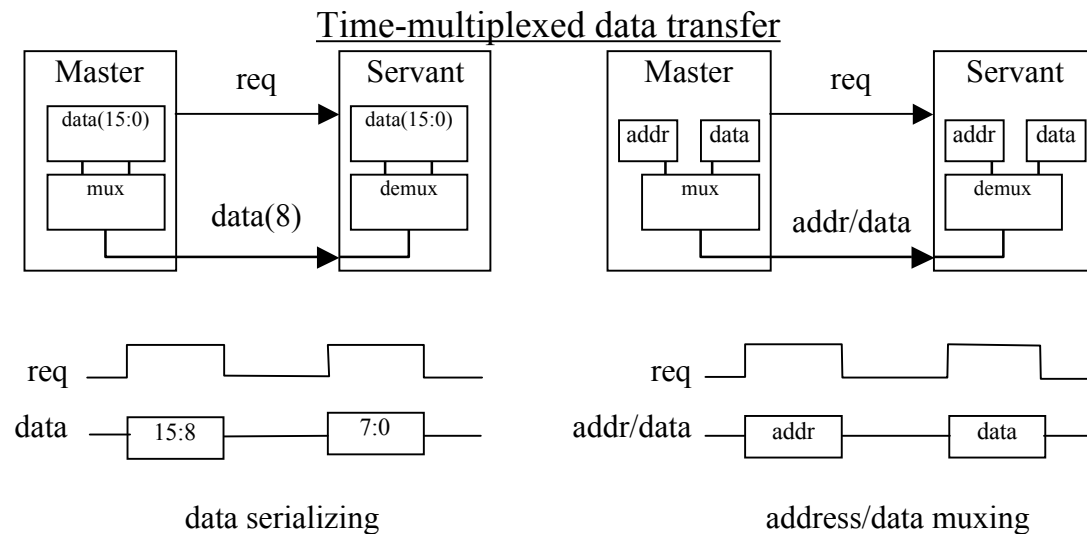 Time-multiplexed data transfer
Master
req
Servant
data(15:0)
data(15:0)
mux
demux
data(8)
req
data
15:8
7:0
data serializing
Master
req
Servant
addr
data
addr
data
mux
demux
addr/data
req
addr/data
addr
data
address/data muxing